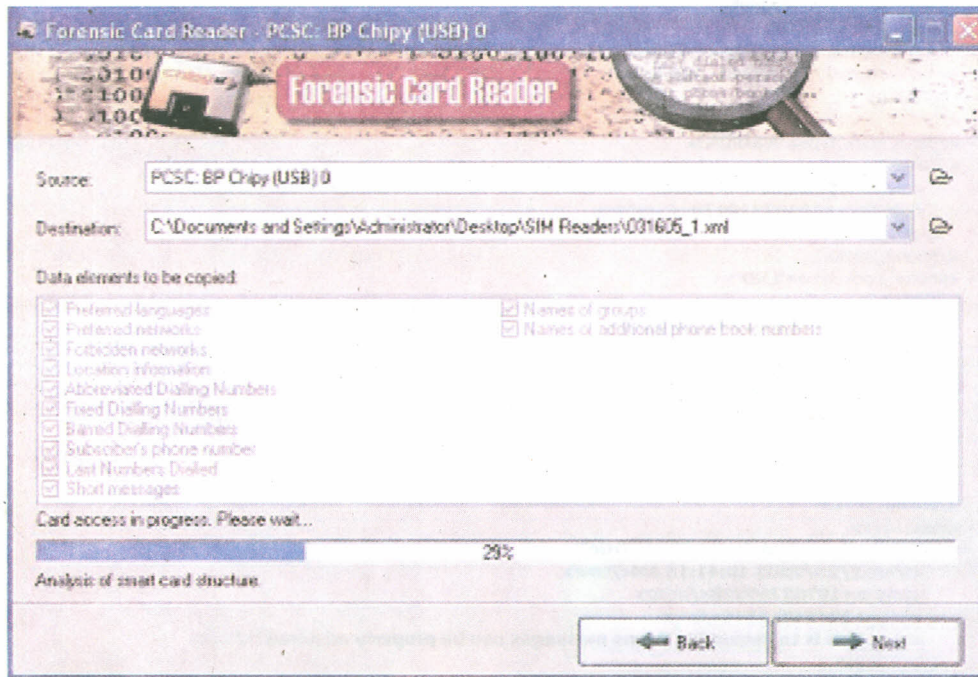 Forensic Card Reader - PCSC: BP Chipy (USB) 0
Forensic Card Reader
Source:
PCSC: BP Chipy (USB) 0
Destination:
C:\Documents and Settings\Administrator\Desktop\SIM Readers\031605_1.xml
Data elements to be copied:
Preferred languages
Preferred networks
Forbidden networks
Location information
Abbreviated Dialling Numbers
Fixed Dialling Numbers
Barred Dialling Numbers
Subscriber's phone number
Last Numbers Dialled
Short messages
Names of groups
Names of additional phone book numbers
Card access in progress. Please wait...
29%
Analysis of smart card structure.
Back
Next